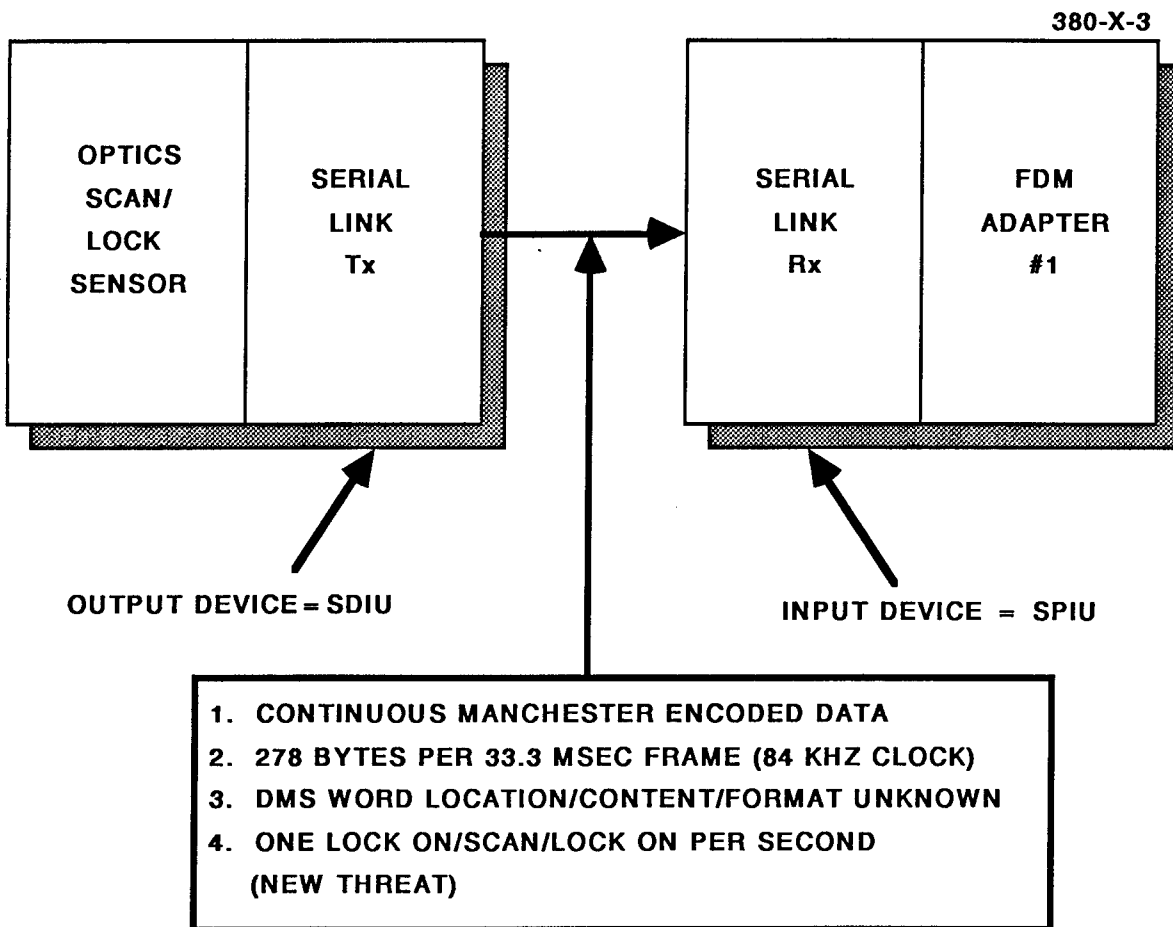 380-X-3
OPTICS
SCAN/
LOCK
SENSOR
SERIAL
LINK
Tx
SERIAL
LINK
Rx
FDM
ADAPTER
#1
OUTPUT DEVICE = SDIU
INPUT DEVICE = SPIU
1. CONTINUOUS MANCHESTER ENCODED DATA
2. 278 BYTES PER 33.3 MSEC FRAME (84 KHZ CLOCK)
3. DMS WORD LOCATION/CONTENT/FORMAT UNKNOWN
4. ONE LOCK ON/SCAN/LOCK ON PER SECOND
(NEW THREAT)